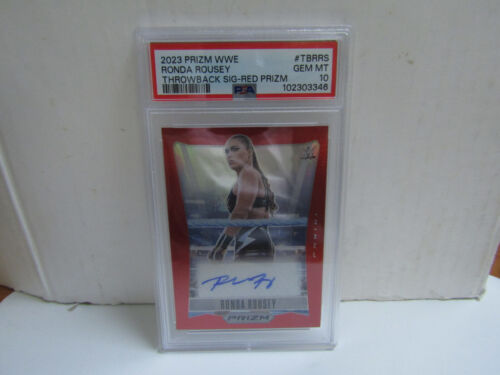 2023 PRIZM WWE #TBRRS
RONDA ROUSEY GEM MT
THROWBACK SIG-RED PRIZM 10
PSA 102303346
RONDA ROUSEY
PRIZM